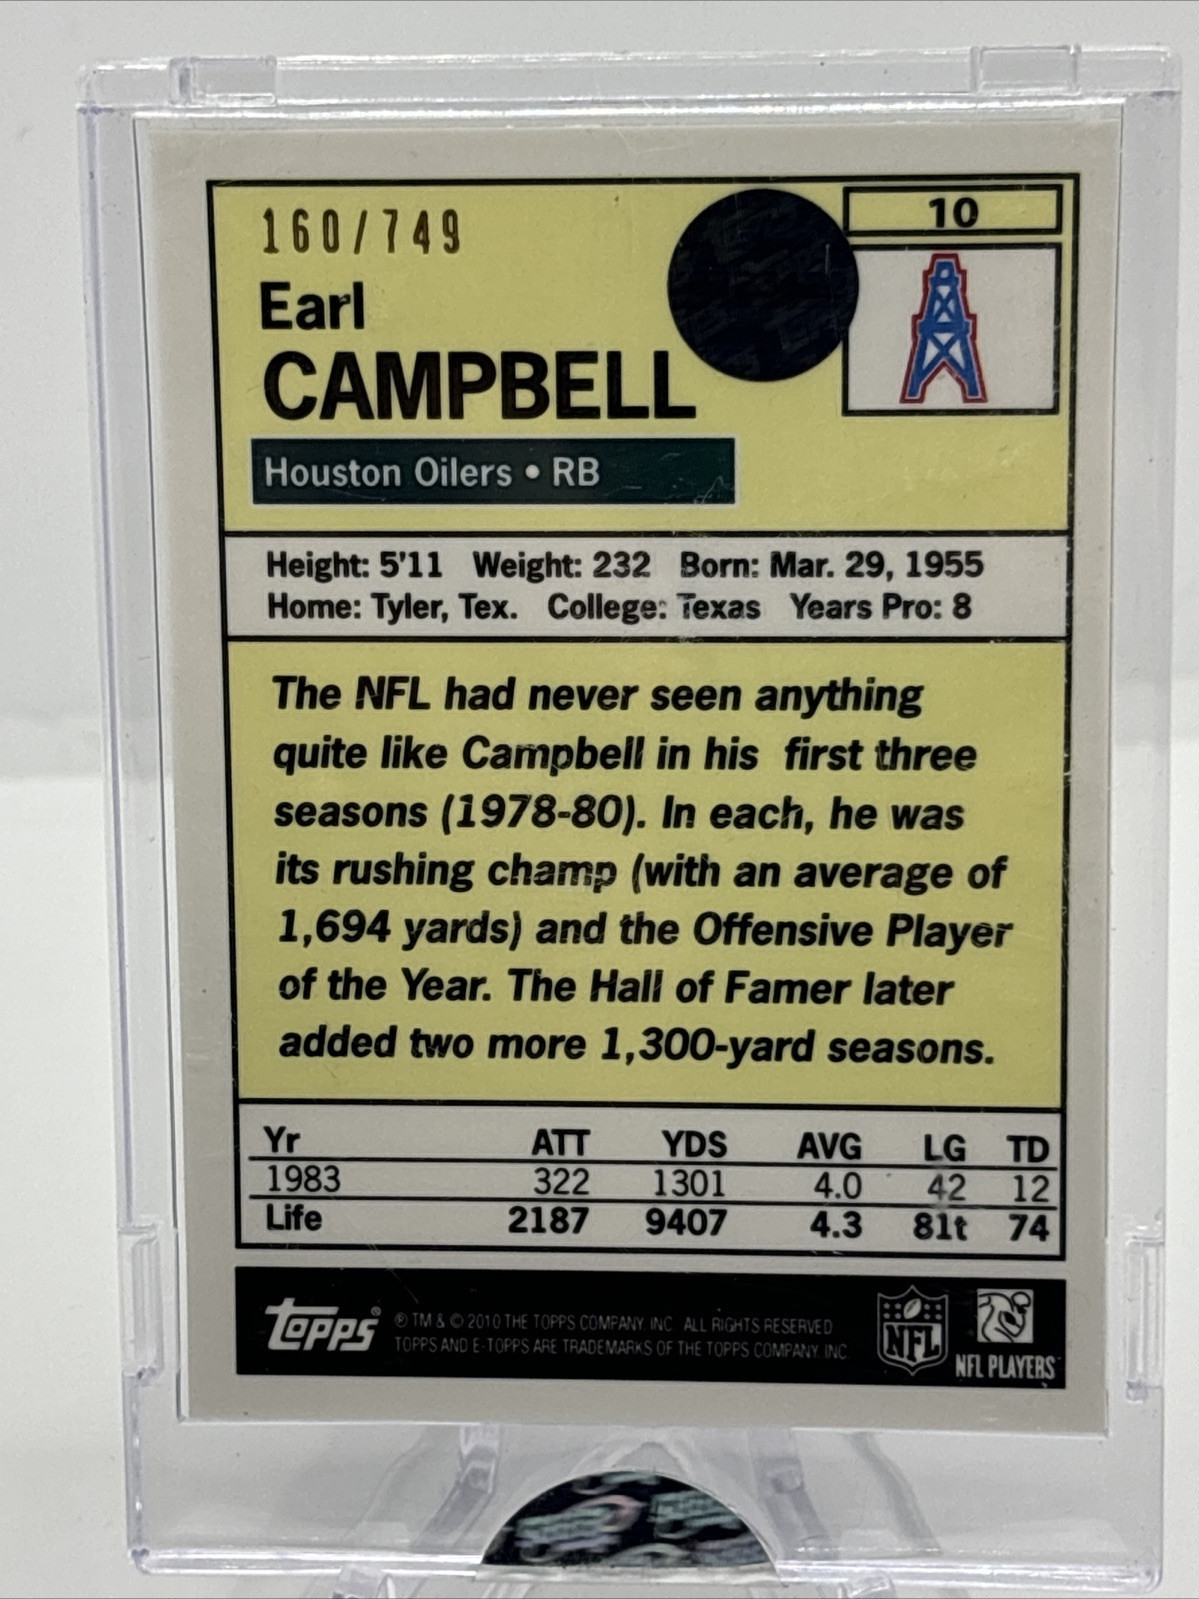 160/749
10
Earl
CAMPBELL
Houston Oilers • RB
Height: 5'11 Weight: 232 Born: Mar. 29, 1955
Home: Tyler, Tex. College: Texas Years Pro: 8
The NFL had never seen anything
quite like Campbell in his first three
seasons (1978-80). In each, he was
its rushing champ (with an average of
1,694 yards) and the Offensive Player
of the Year. The Hall of Famer later
added two more 1,300-yard seasons.
Yr ATT YDS AVG LG TD
1983 322 1301 4.0 42 12
Life 2187 9407 4.3 81t 74
Topps®
® TM & © 2010 THE TOPPS COMPANY, INC. ALL RIGHTS RESERVED
TOPPS AND E-TOPPS ARE TRADEMARKS OF THE TOPPS COMPANY, INC.
NFL
NFL PLAYERS